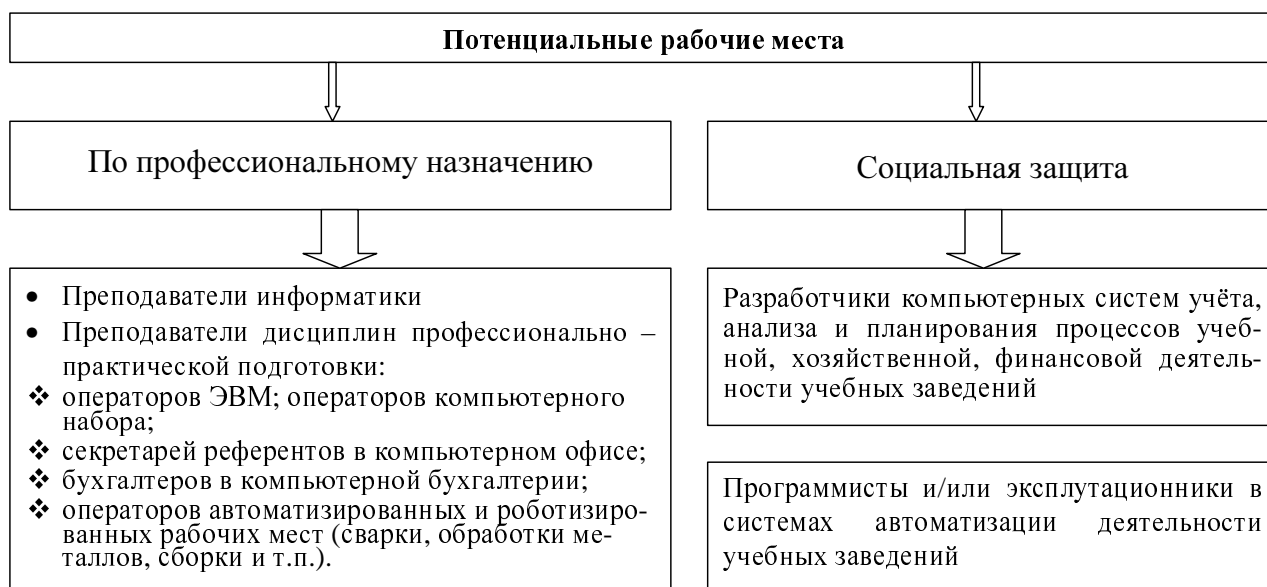 Потенциальные рабочие места
По профессиональному назначению
Социальная защита
• Преподаватели информатики
• Преподаватели дисциплин профессионально –
практической подготовки:
❖ операторов ЭВМ; операторов компьютерного
набора;
❖ секретарей референтов в компьютерном офисе;
❖ бухгалтеров в компьютерной бухгалтерии;
❖ операторов автоматизированных и роботизиро-
ванных рабочих мест (сварки, обработки ме-
таллов, сборки и т.п.).
Разработчики компьютерных систем учёта,
анализа и планирования процессов учеб-
ной, хозяйственной, финансовой деятель-
ности учебных заведений
Программисты и/или эксплутационники в
системах автоматизации деятельности
учебных заведений